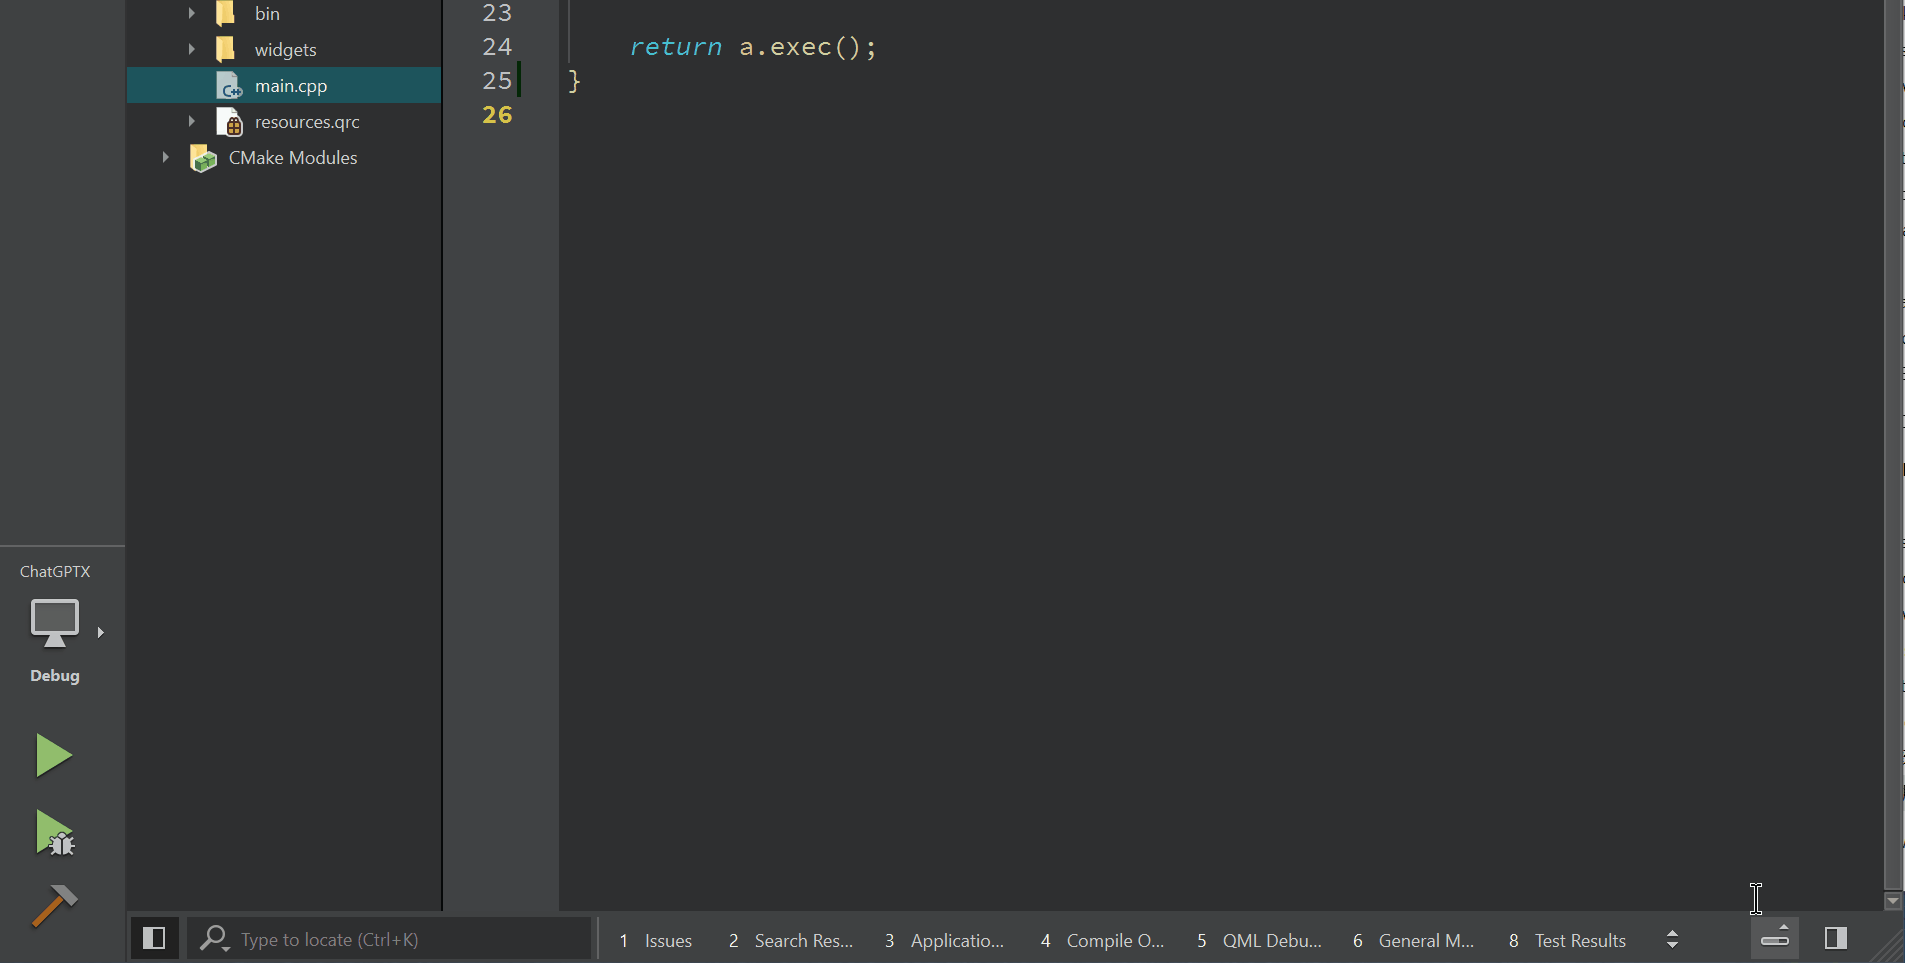 bin
widgets
main.cpp
resources.qrc
CMake Modules
23
24 return a.exec();
25 }
26
ChatGPTX
Debug
Type to locate (Ctrl+K)
1 Issues 2 Search Res... 3 Applicatio... 4 Compile O... 5 QML Debu... 6 General M... 8 Test Results